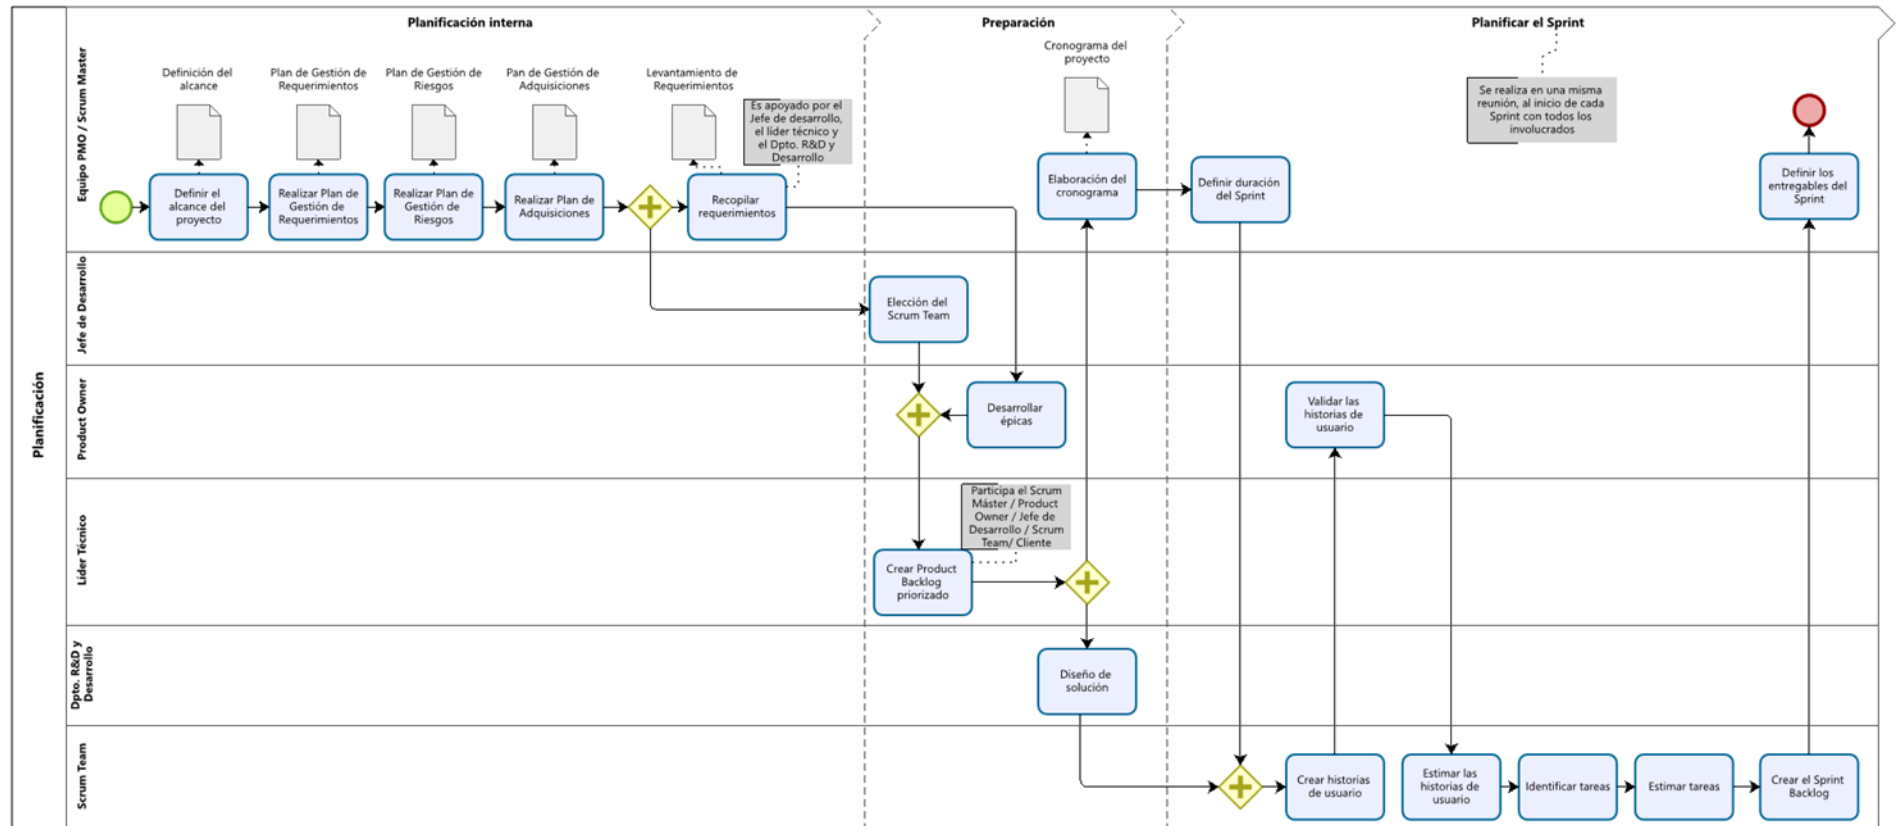 Planificación interna
Preparación
Planificar el Sprint
Planificación
Equipo PMO / Scrum Master
Definición del
alcance
Plan de Gestión de
Requerimientos
Plan de Gestión de
Riesgos
Pan de Gestión de
Adquisiciones
Levantamiento de
Requerimientos
Es apoyado por el
Jefe de desarrollo,
el líder técnico y
el Dpto. R&D y
Desarrollo
Cronograma del
proyecto
Se realiza en una misma
reunión, al inicio de cada
Sprint con todos los
involucrados
Definir el
alcance del
proyecto
Realizar Plan de
Gestión de
Requerimientos
Realizar Plan de
Gestión de
Riesgos
Realizar Plan de
Adquisiciones
Recopilar
requerimientos
Elaboración del
cronograma
Definir duración
del Sprint
Definir los
entregables del
Sprint
Jefe de Desarrollo
Elección del
Scrum Team
Product Owner
Desarrollar
épicas
Validar las
historias de
usuario
Líder Técnico
Participa el Scrum
Máster / Product
Owner / Jefe de
Desarrollo / Scrum
Team/ Cliente
Crear Product
Backlog
priorizado
Dpto. R&D y
Desarrollo
Diseño de
solución
Scrum Team
Crear historias
de usuario
Estimar las
historias de
usuario
Identificar tareas
Estimar tareas
Crear el Sprint
Backlog